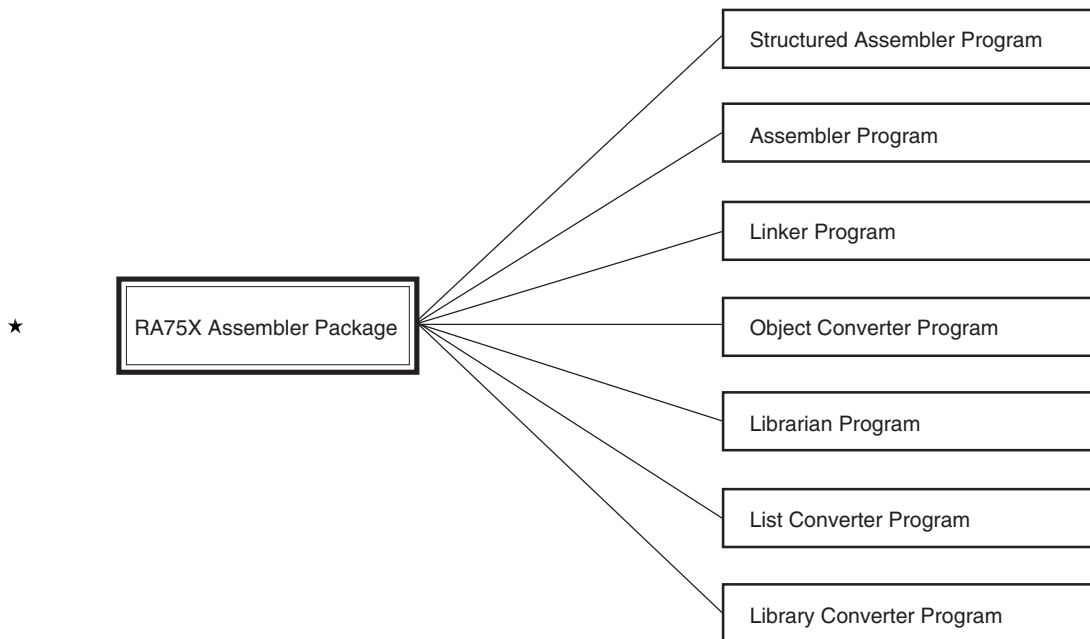 Structured Assembler Program
Assembler Program
Linker Program
RA75X Assembler Package
Object Converter Program
Librarian Program
List Converter Program
Library Converter Program